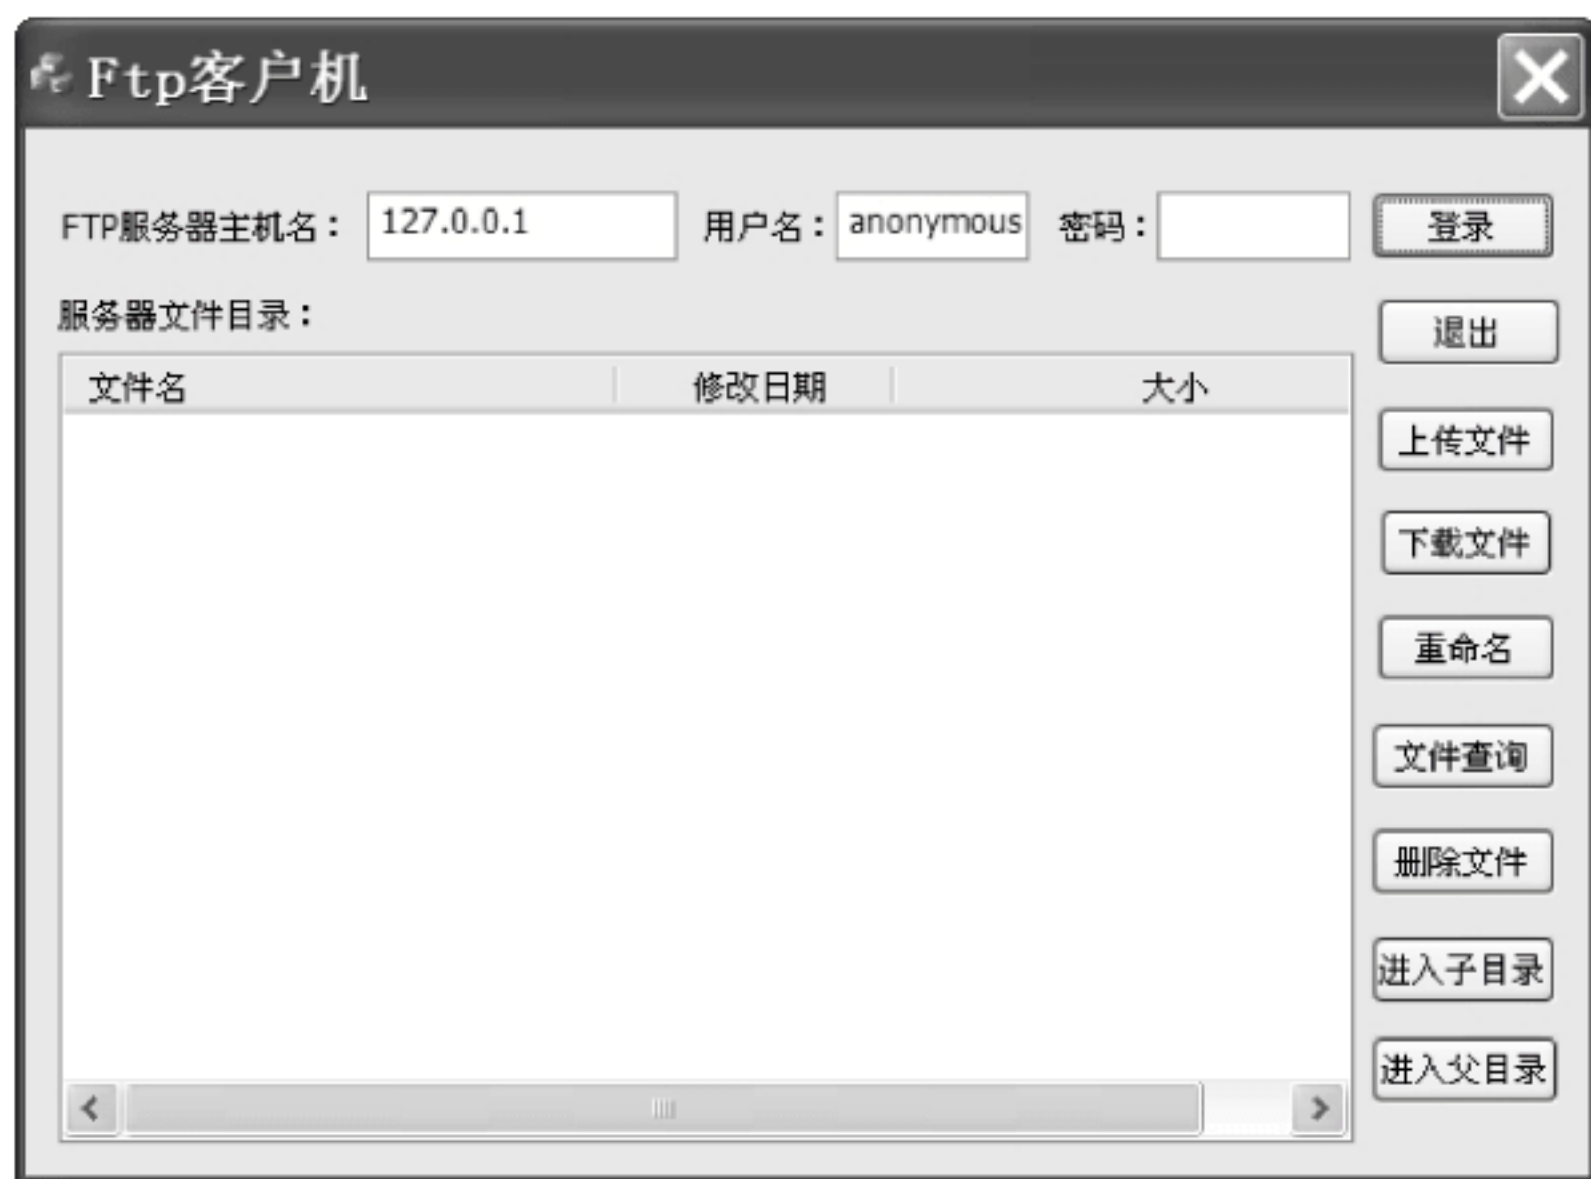 Ftp客户机
FTP服务器主机名： 127.0.0.1 用户名： anonymous 密码： 登录
服务器文件目录：
退出
文件名 修改日期 大小
上传文件
下载文件
重命名
文件查询
删除文件
进入子目录
进入父目录